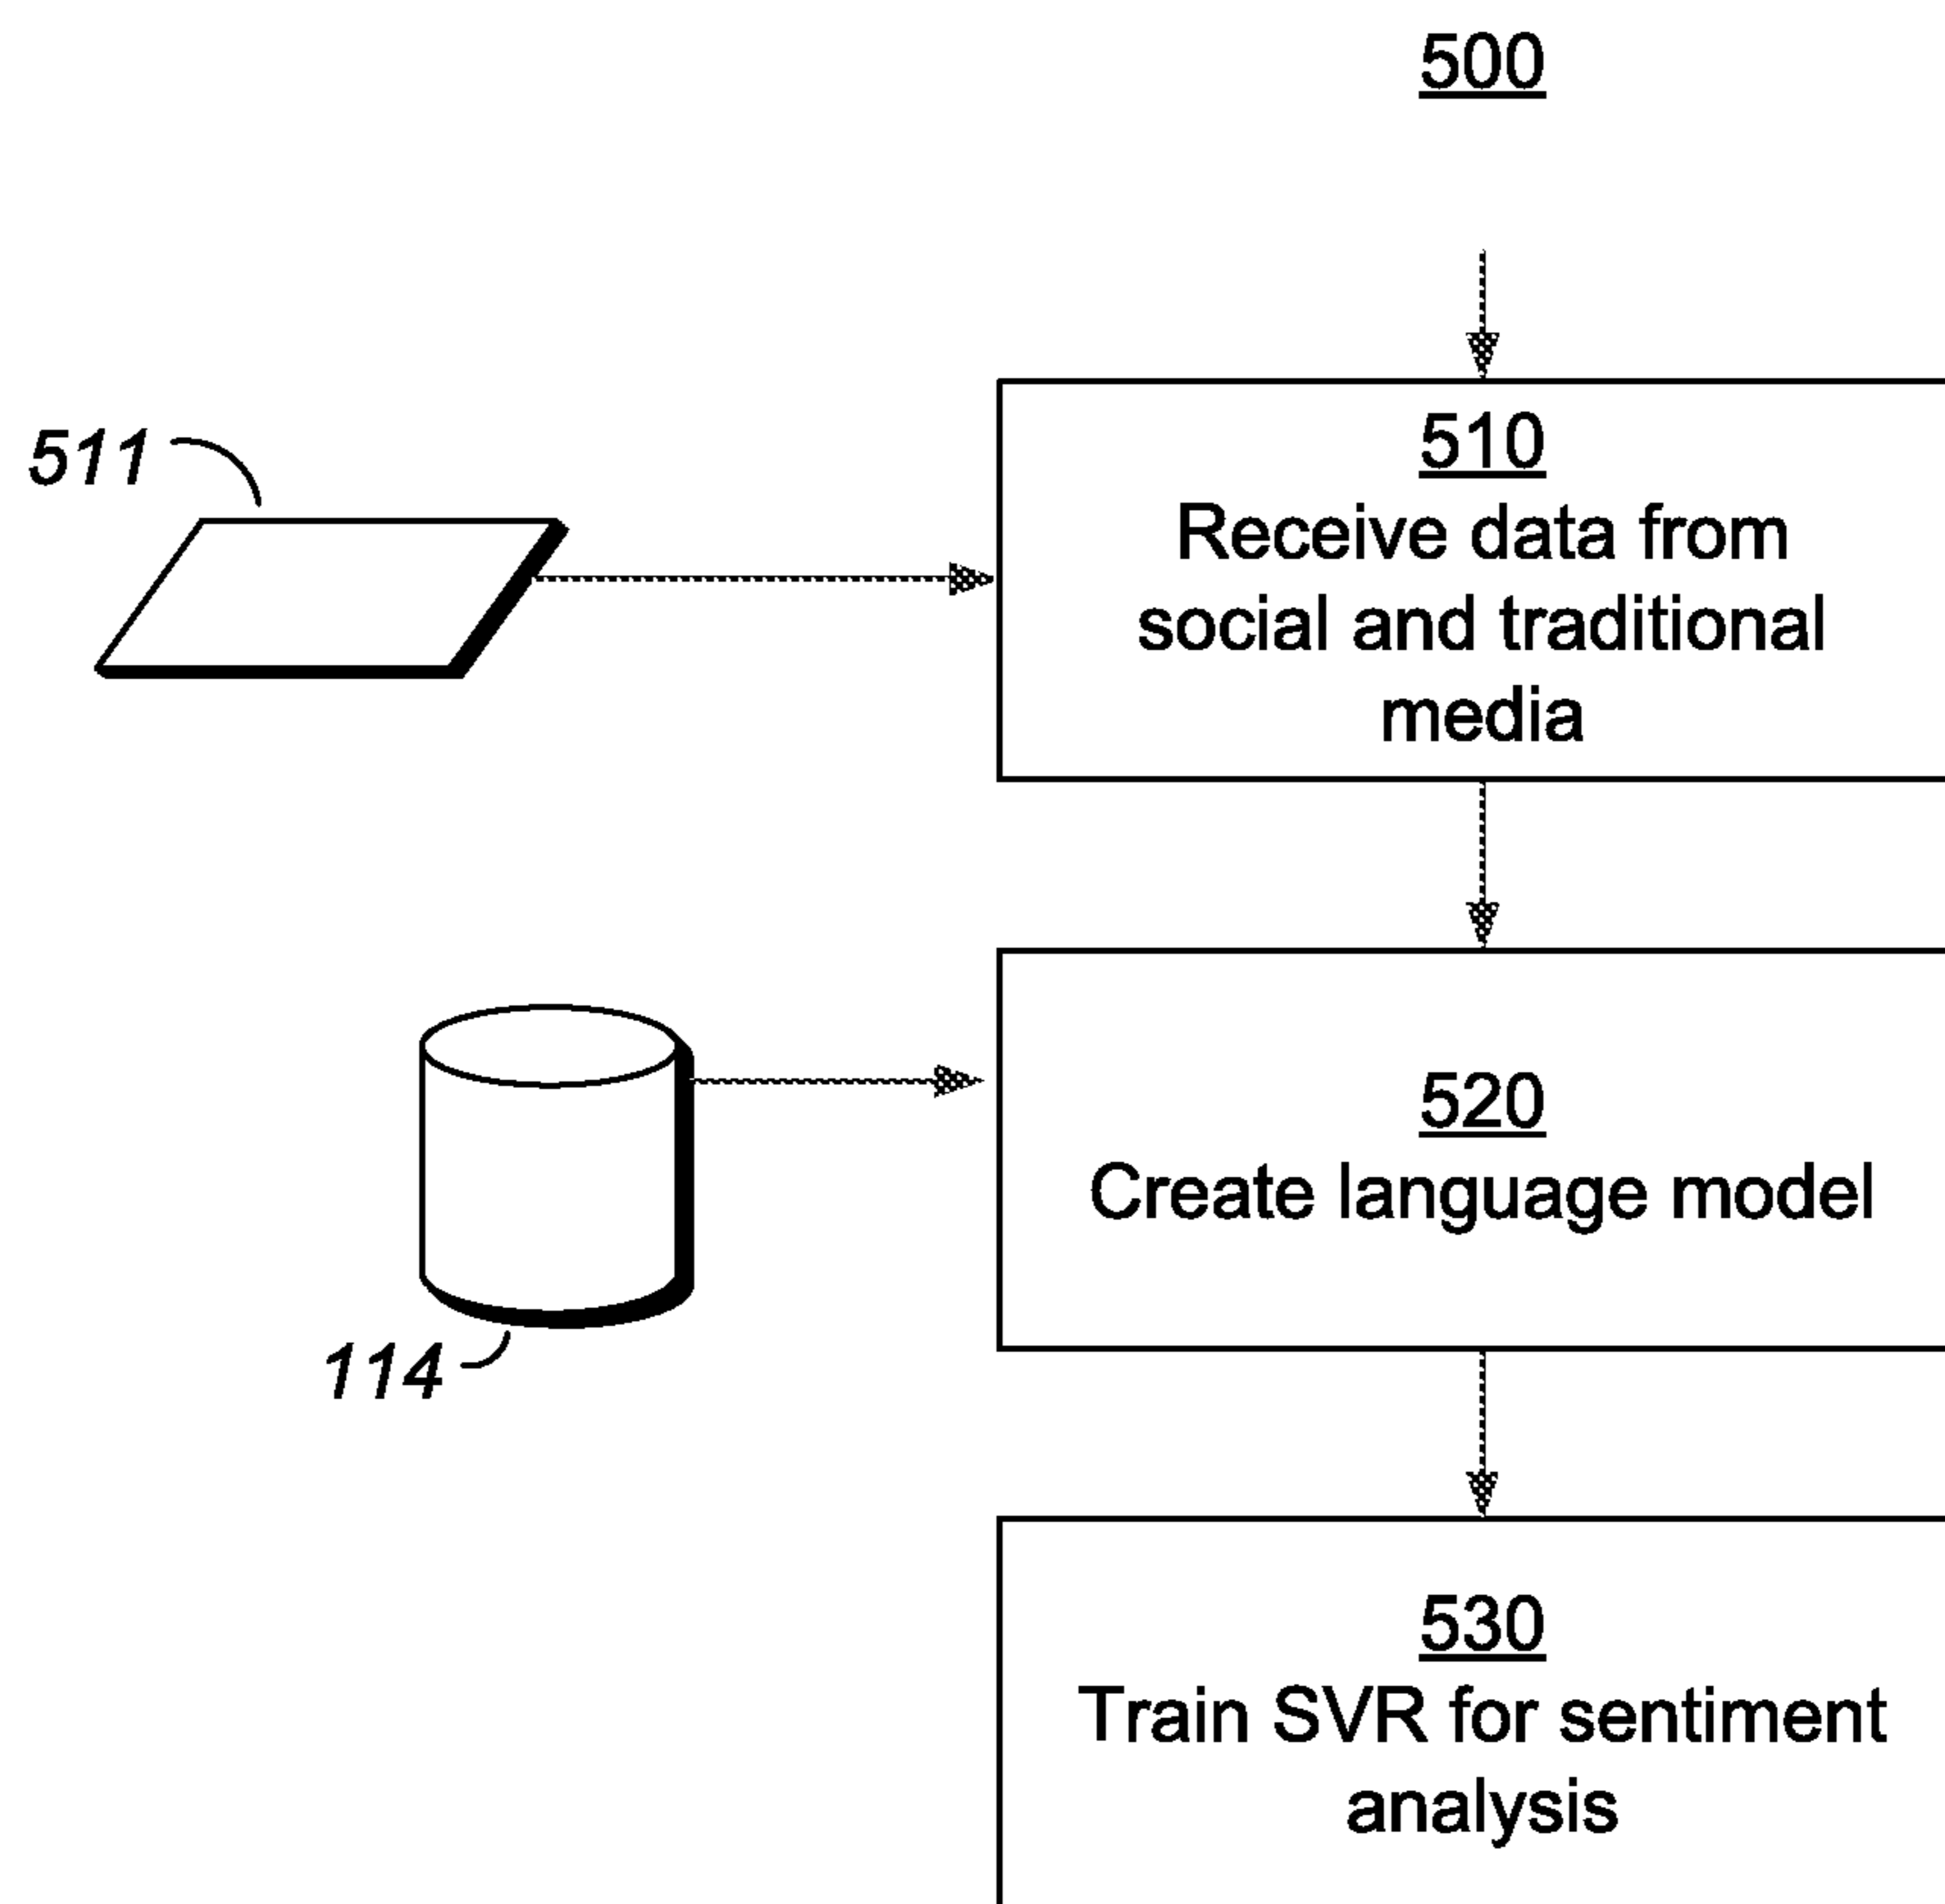 500
511
510
Receive data from
social and traditional
media
114
520
Create language model
530
Train SVR for sentiment
analysis